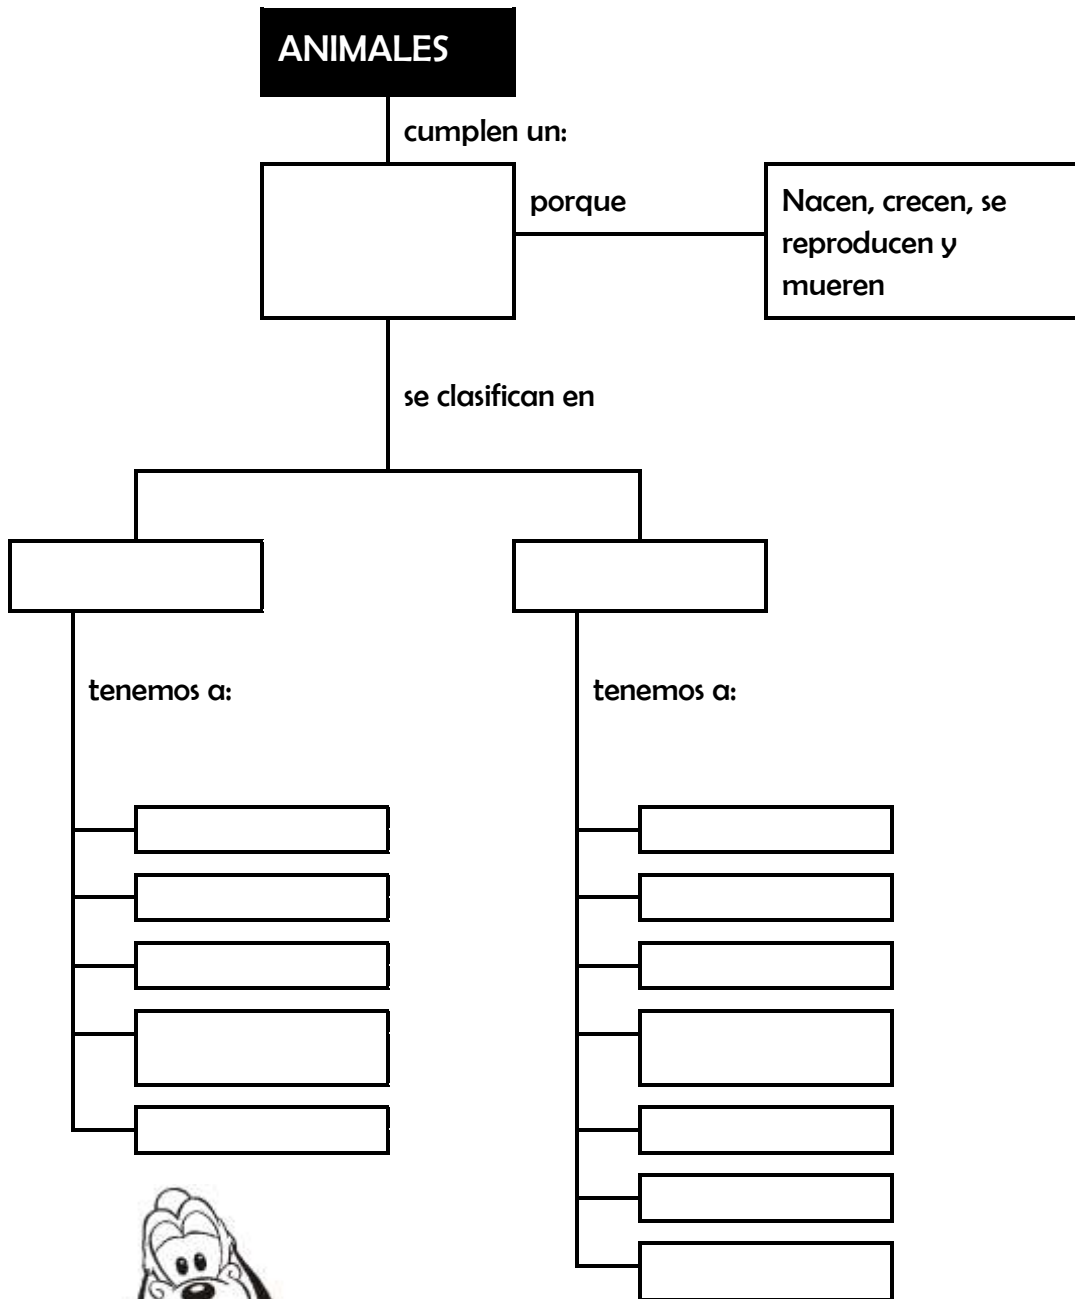 ANIMALES
cumplen un:
porque
Nacen, crecen, se
reproducen y
mueren
se clasifican en
tenemos a:
tenemos a: